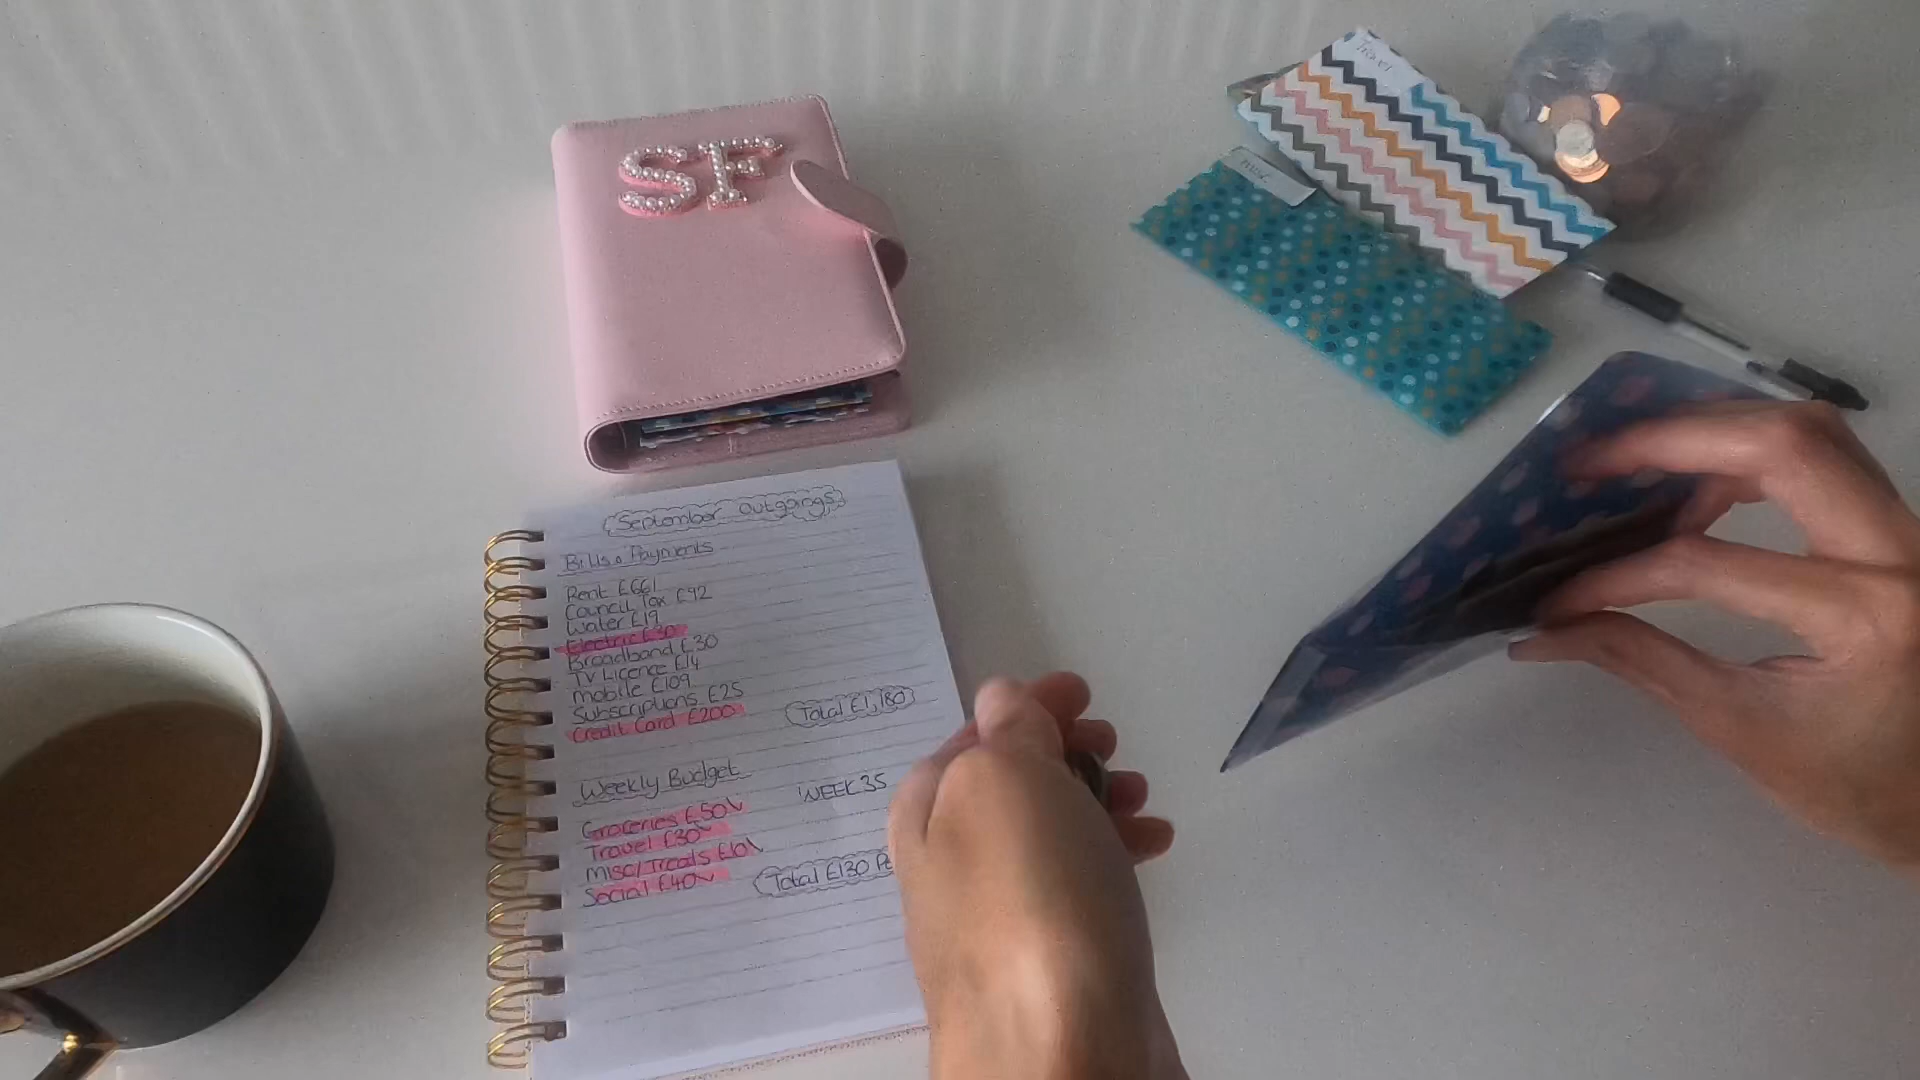 SF
Travel
misc
September outgoings
Bills & Payments
Rent £661
Council Tax £92
Water £19
Electric £30
Broadband £30
TV Licence £14
Mobile £109
Subscriptions £25
Credit Card £200
Total £1,180
Weekly Budget
WEEK 35
Groceries £50
Travel £30
Misc/Treats £10
Social £40
Total £130